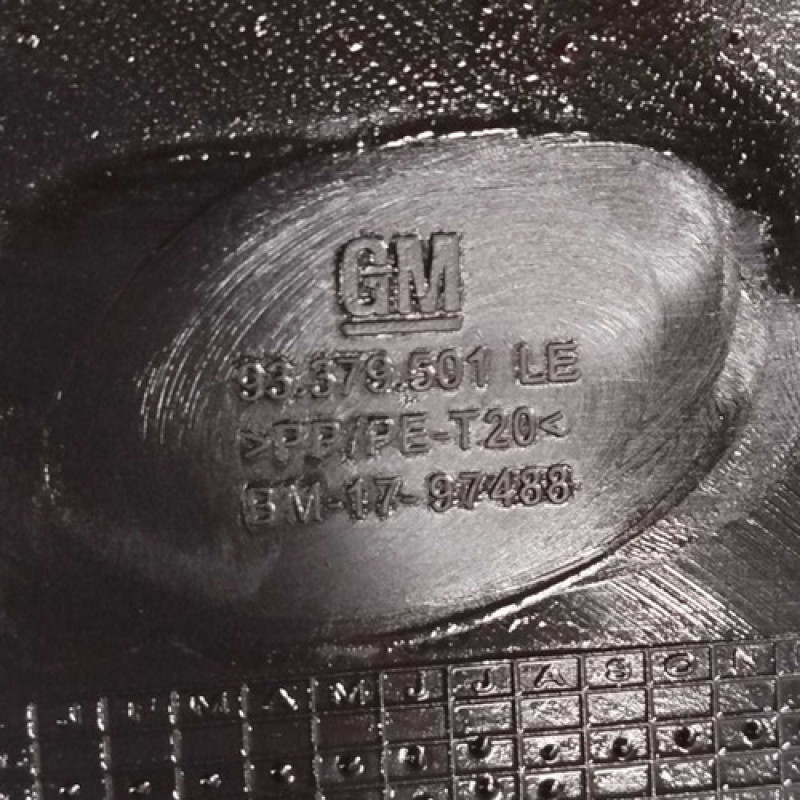 GM
93.379.501 LE
>PP/PE-T20<
BM-17-97488
J F M A M J J A S O N